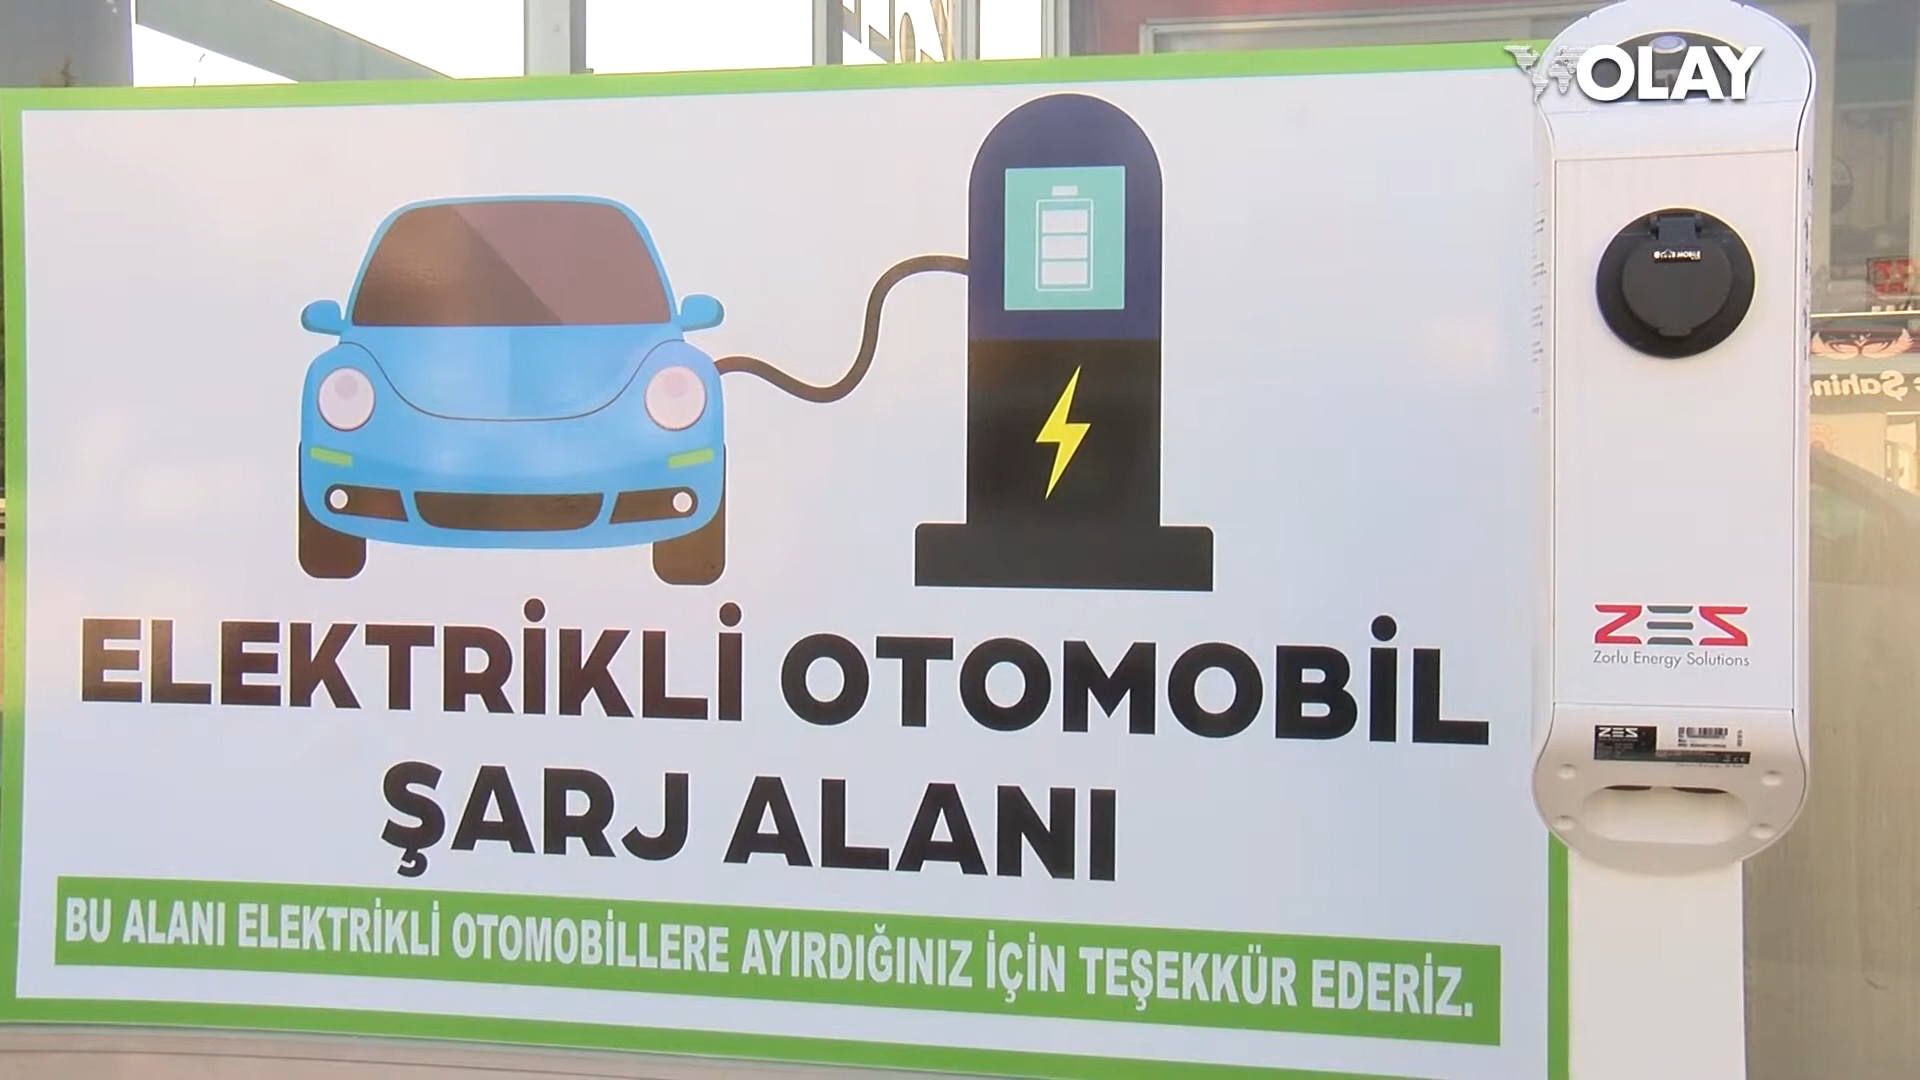 OLAY
ELEKTRİKLİ OTOMOBİL
ŞARJ ALANI
BU ALANI ELEKTRİKLİ OTOMOBİLLERE AYIRDIĞINIZ İÇİN TEŞEKKÜR EDERİZ.
ZES
Zorlu Energy Solutions
ZES